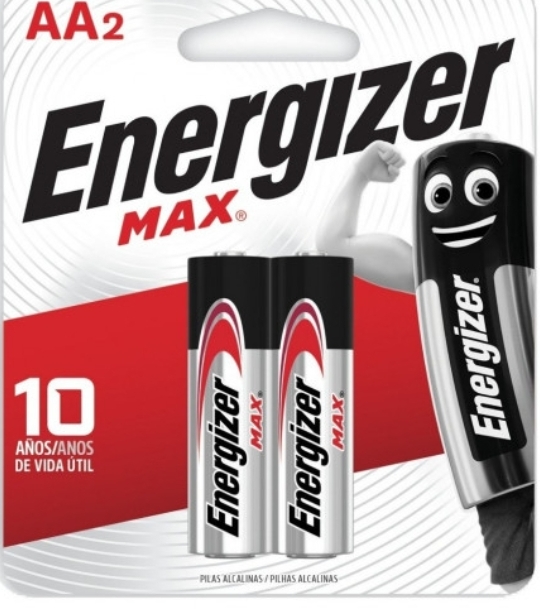 AA2
Energizer
MAX®
Energizer®
10
AÑOS/ANOS
DE VIDA ÚTIL
Energizer
MAX®
Energizer
MAX®
PILAS ALCALINAS / PILHAS ALCALINAS